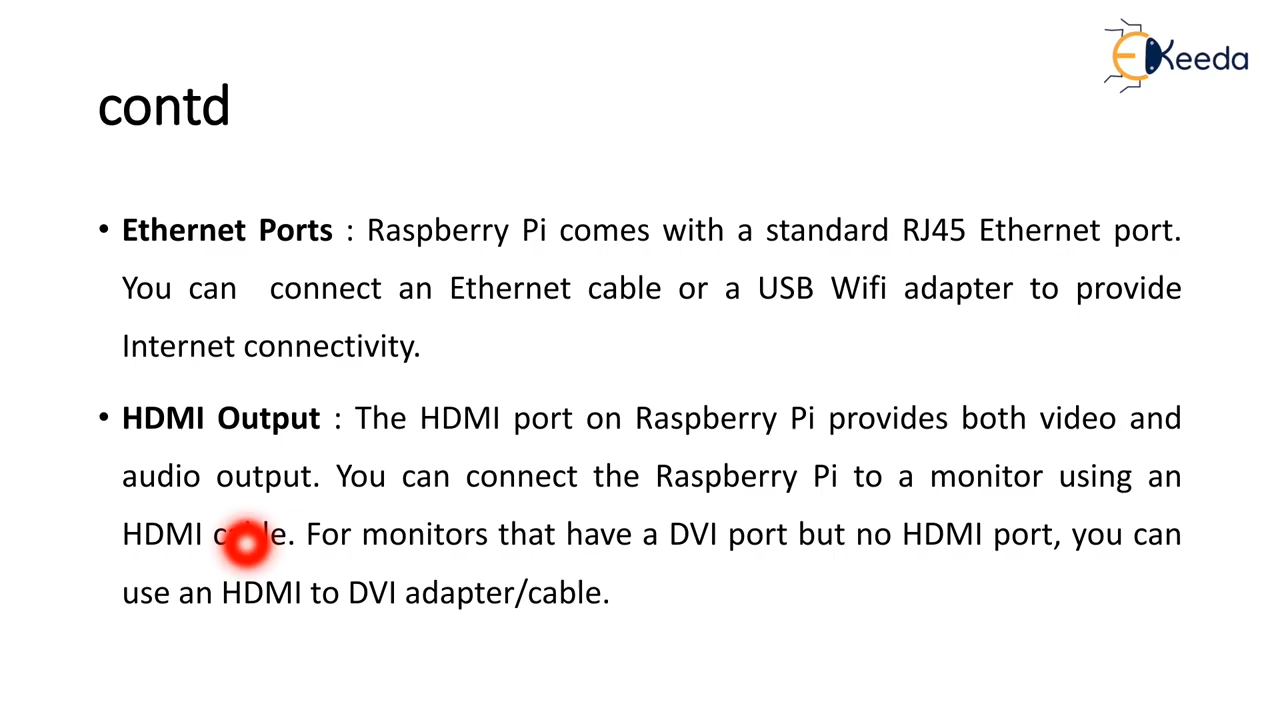 EKeeda
contd
• Ethernet Ports : Raspberry Pi comes with a standard RJ45 Ethernet port.
You can connect an Ethernet cable or a USB Wifi adapter to provide
Internet connectivity.
• HDMI Output : The HDMI port on Raspberry Pi provides both video and
audio output. You can connect the Raspberry Pi to a monitor using an
HDMI cable. For monitors that have a DVI port but no HDMI port, you can
use an HDMI to DVI adapter/cable.